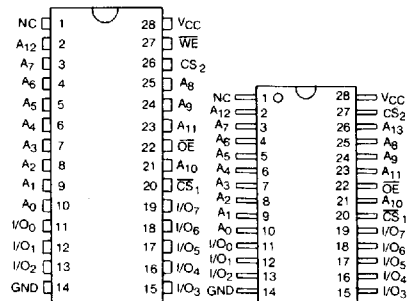 NC 1 28 VCC
A12 2 27 W̅E̅
A7 3 26 CS2
A6 4 25 A8
A5 5 24 A9
A4 6 23 A11
A3 7 22 O̅E̅
A2 8 21 A10
A1 9 20 C̅S̅1
A0 10 19 I/O7
I/O0 11 18 I/O6
I/O1 12 17 I/O5
I/O2 13 16 I/O4
GND 14 15 I/O3
NC 1 28 VCC
A12 2 27 CS2
A7 3 26 A13
A6 4 25 A8
A5 5 24 A9
A4 6 23 A11
A3 7 22 O̅E̅
A2 8 21 A10
A1 9 20 C̅S̅1
A0 10 19 I/O7
I/O0 11 18 I/O6
I/O1 12 17 I/O5
I/O2 13 16 I/O4
GND 14 15 I/O3